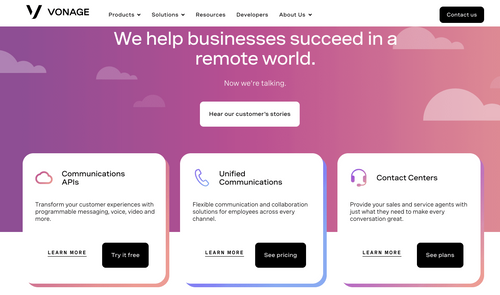 VONAGE
Products Solutions Resources Developers About Us Contact us
We help businesses succeed in a
remote world.
Now we're talking.
Hear our customer's stories
Communications
APIs
Transform your customer experiences with
programmable messaging, voice, video and
more.
LEARN MORE Try it free
Unified
Communications
Flexible communication and collaboration
solutions for employees across every
channel.
LEARN MORE See pricing
Contact Centers
Provide your sales and service agents with
just what they need to make every
conversation great.
LEARN MORE See plans